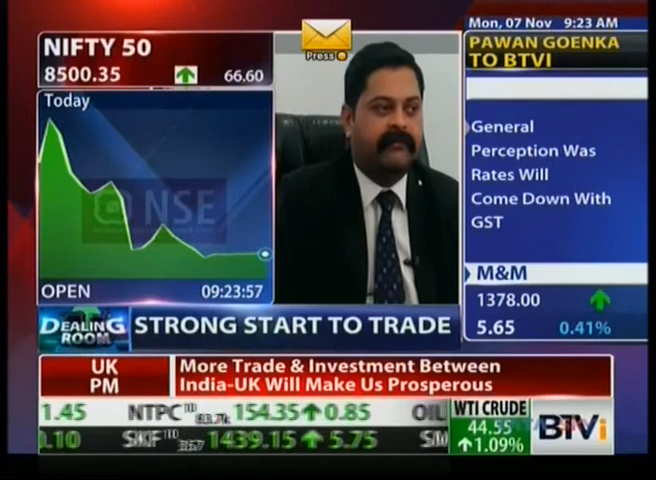 Mon, 07 Nov 9:23 AM
NIFTY 50
8500.35 66.60
Press
PAWAN GOENKA
TO BTVI
Today
NSE
General
Perception Was
Rates Will
Come Down With
GST
M&M
1378.00
5.65 0.41%
OPEN 09:23:57
DEALING
ROOM
STRONG START TO TRADE
UK
PM
More Trade & Investment Between
India-UK Will Make Us Prosperous
1.45 NTPC 154.35 0.85 OIL
0.10 SKF 1439.15 5.75 S/M
WTI CRUDE
44.55
1.09%
BTVi